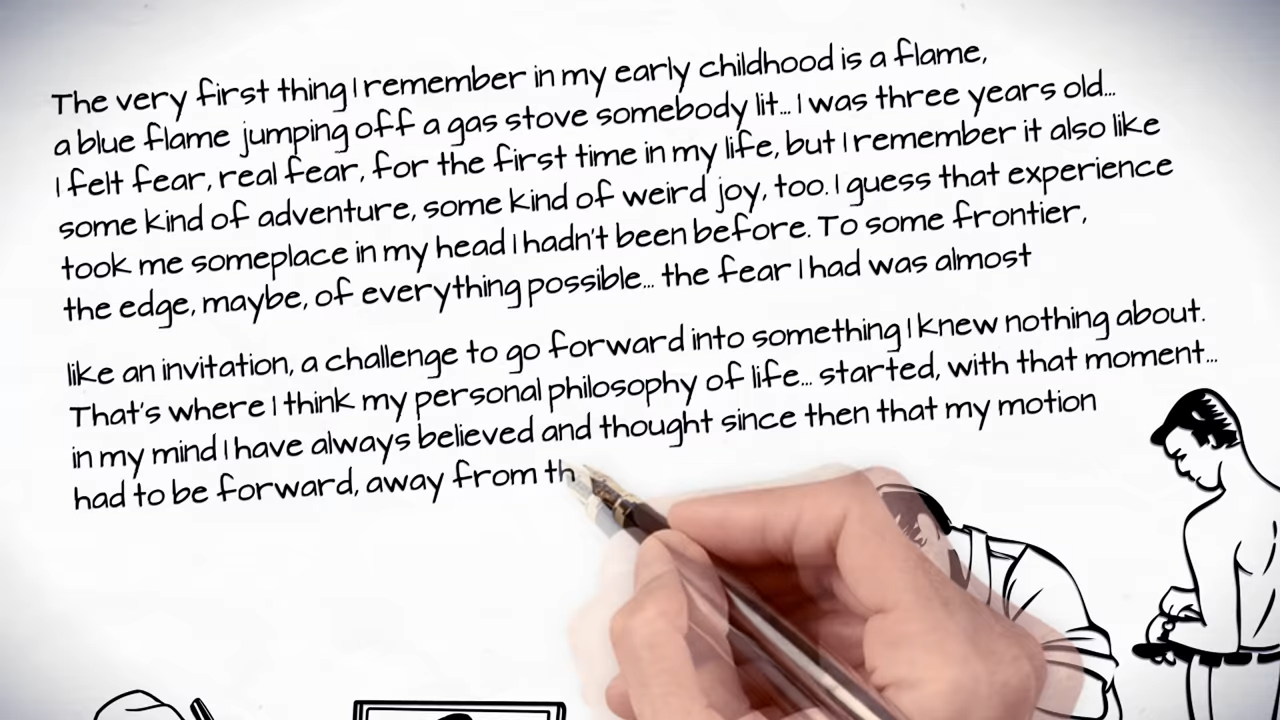 The very first thing I remember in my early childhood is a flame,
a blue flame jumping off a gas stove somebody lit... I was three years old...
I felt fear, real fear, for the first time in my life, but I remember it also like
some kind of adventure, some kind of weird joy, too. I guess that experience
took me someplace in my head I hadn't been before. To some frontier,
the edge, maybe, of everything possible... the fear I had was almost
like an invitation, a challenge to go forward into something I knew nothing about.
That's where I think my personal philosophy of life... started, with that moment...
in my mind I have always believed and thought since then that my motion
had to be forward, away from th